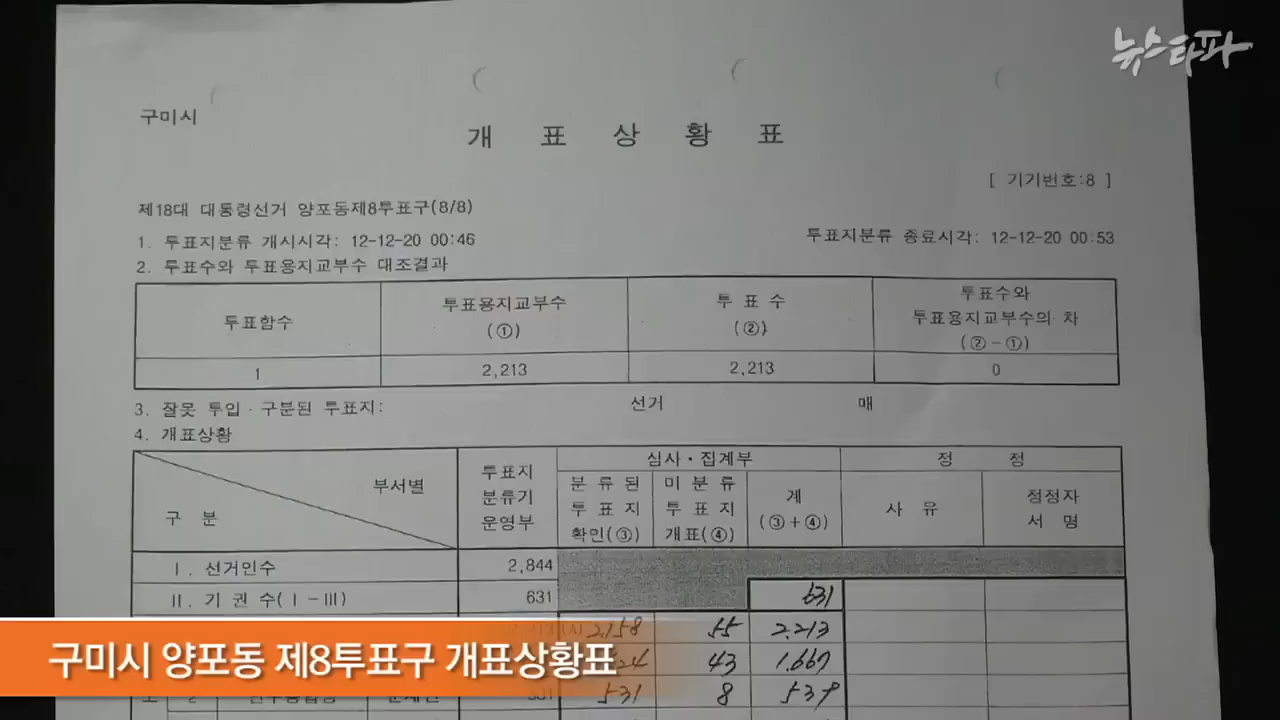 뉴스타파
구미시
개 표 상 황 표
[ 기기번호:8 ]
제18대 대통령선거 양포동제8투표구(8/8)
1. 투표지분류 개시시각: 12-12-20 00:46 투표지분류 종료시각: 12-12-20 00:53
2. 투표수와 투표용지교부수 대조결과
투표함수
투표용지교부수
(①)
투 표 수
(②)
투표수와
투표용지교부수의 차
(②-①)
1 2,213 2,213 0
3. 잘못 투입·구분된 투표지: 선거 매
4. 개표상황
부서별
구 분
투표지
분류기
운영부
심사·집계부
분 류 된
투 표 지
확인(③)
미 분 류
투 표 지
개표(④)
계
(③+④)
정 정
사 유
정정자
서 명
Ⅰ. 선거인수 2,844
Ⅱ. 기 권 수(Ⅰ-Ⅲ) 631 631
(A) 2,158 55 2.213
43 1.667
2 531 8 539
구미시 양포동 제8투표구 개표상황표